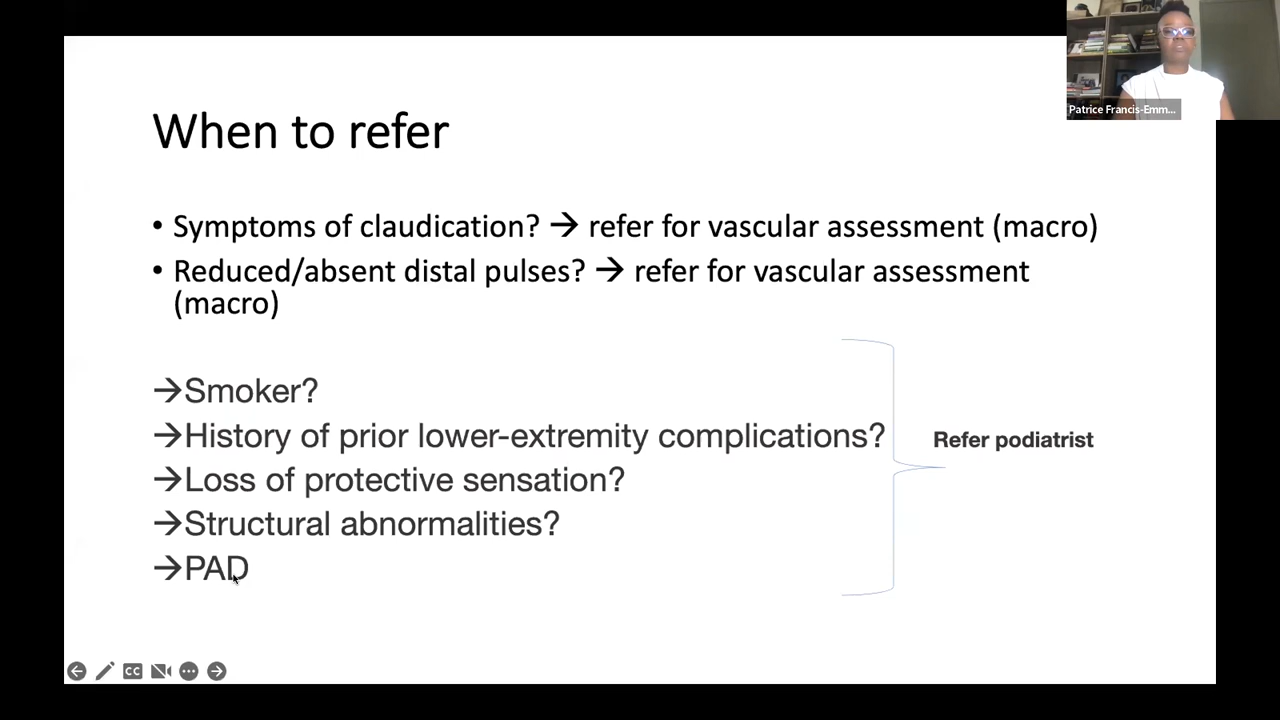 Patrice Francis-Emm...
When to refer
• Symptoms of claudication? → refer for vascular assessment (macro)
• Reduced/absent distal pulses? → refer for vascular assessment
(macro)
→Smoker?
→History of prior lower-extremity complications?
Refer podiatrist
→Loss of protective sensation?
→Structural abnormalities?
→PAD
CC